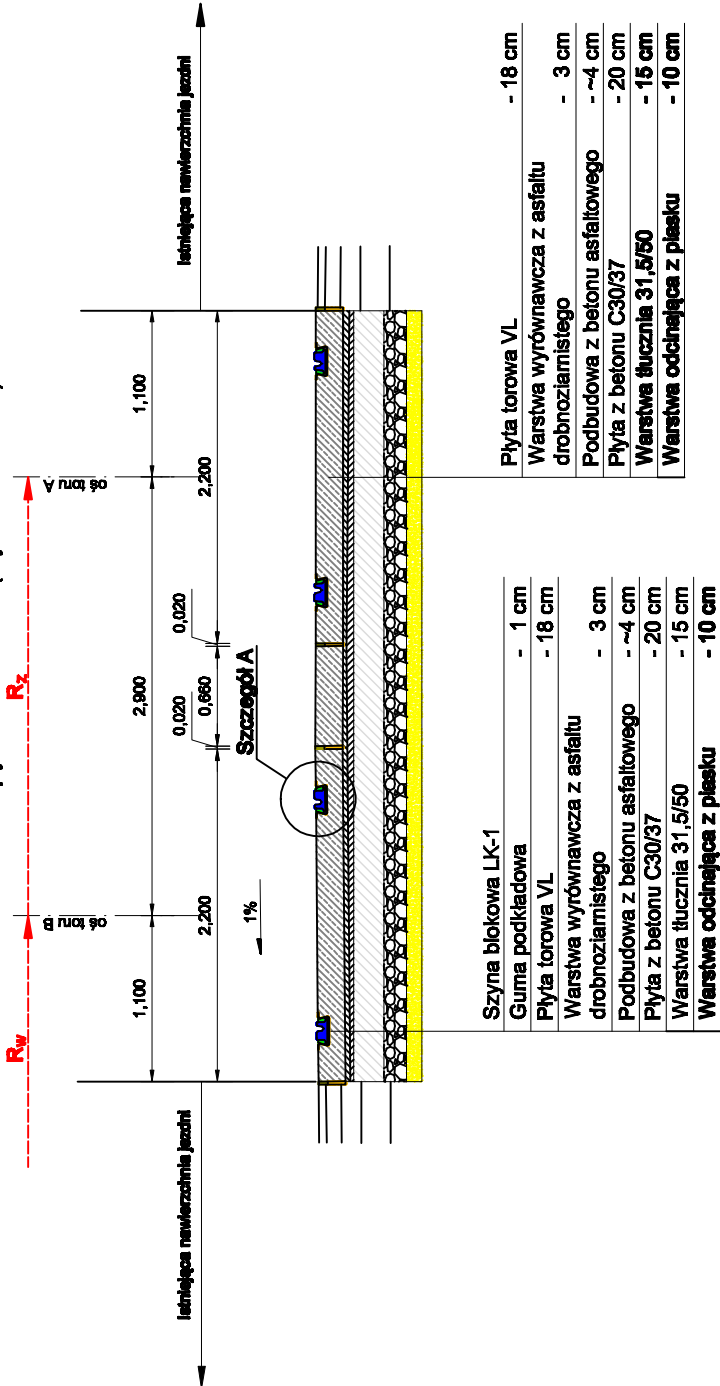 Rw
Rz
oś toru B
oś toru A
1,100
2,900
1,100
0,020
0,020
2,200
0,660
2,200
Istniejąca nawierzchnia jezdni
Istniejąca nawierzchnia jezdni
1%
Szczegół A
Szyna blokowa LK-1
Guma podkładowa - 1 cm
Płyta torowa VL - 18 cm
Warstwa wyrównawcza z asfaltu
drobnoziarnistego - 3 cm
Podbudowa z betonu asfaltowego - ~4 cm
Płyta z betonu C30/37 - 20 cm
Warstwa tłucznia 31,5/50 - 15 cm
Warstwa odcinająca z piasku - 10 cm
Płyta torowa VL - 18 cm
Warstwa wyrównawcza z asfaltu
drobnoziarnistego - 3 cm
Podbudowa z betonu asfaltowego - ~4 cm
Płyta z betonu C30/37 - 20 cm
Warstwa tłucznia 31,5/50 - 15 cm
Warstwa odcinająca z piasku - 10 cm